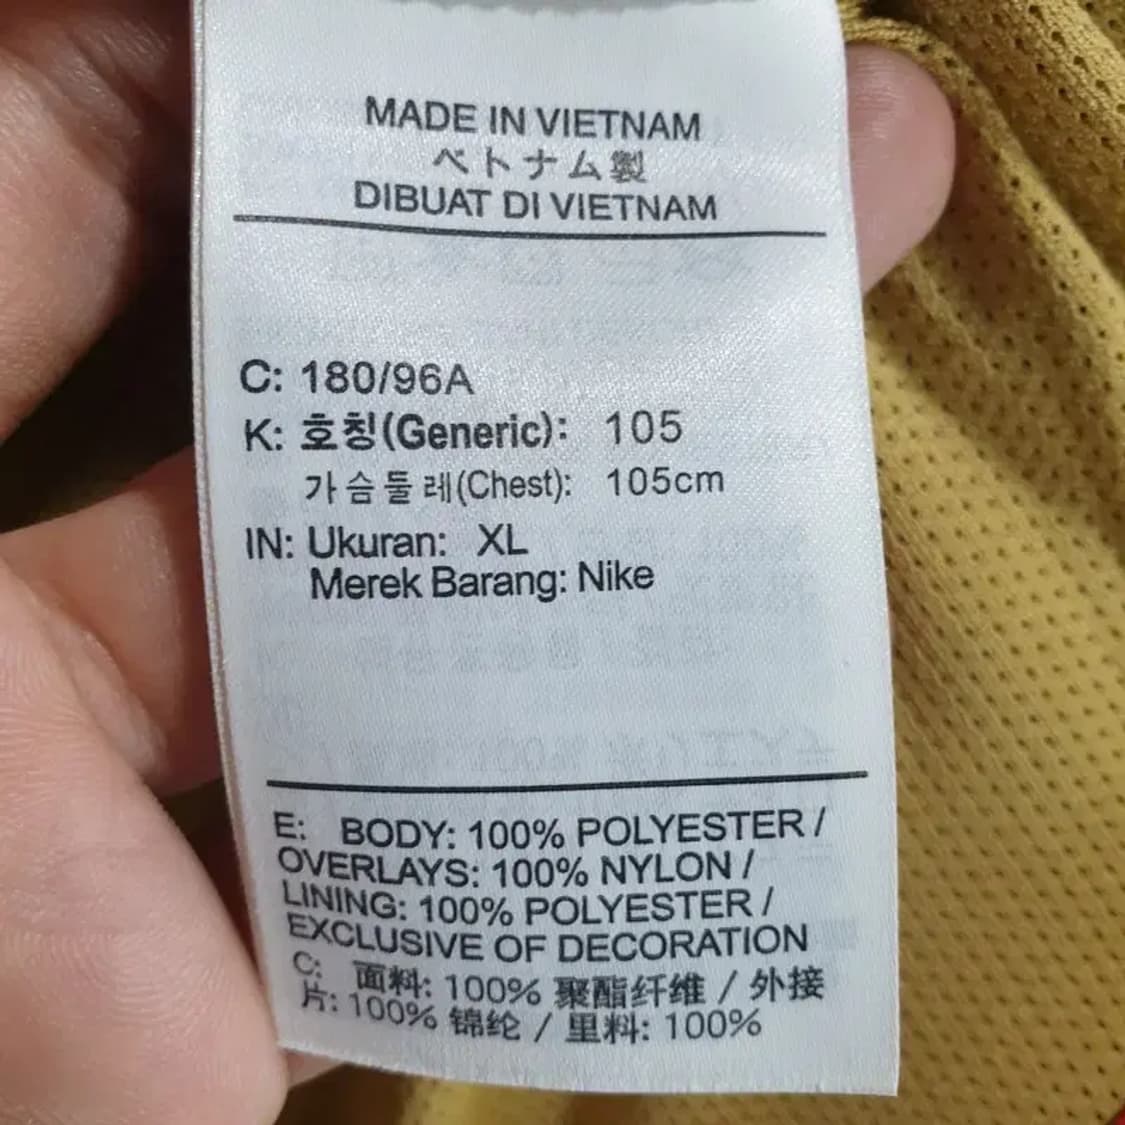 MADE IN VIETNAM
ベトナム製
DIBUAT DI VIETNAM
C: 180/96A
K: 호칭(Generic): 105
가슴둘레(Chest): 105cm
IN: Ukuran: XL
Merek Barang: Nike
E: BODY: 100% POLYESTER /
OVERLAYS: 100% NYLON /
LINING: 100% POLYESTER /
EXCLUSIVE OF DECORATION
C: 面料: 100% 聚酯纤维 / 外接
片: 100% 锦纶 / 里料: 100%